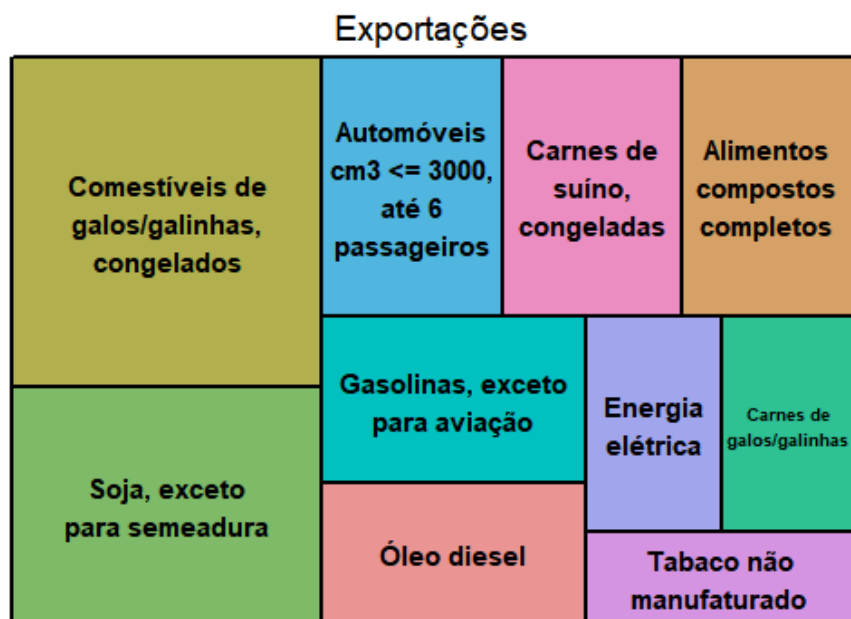 Exportações
Comestíveis de
galos/galinhas,
congelados
Automóveis
cm3 <= 3000,
até 6
passageiros
Carnes de
suíno,
congeladas
Alimentos
compostos
completos
Gasolinas, exceto
para aviação
Energia
elétrica
Carnes de
galos/galinhas
Soja, exceto
para semeadura
Óleo diesel
Tabaco não
manufaturado